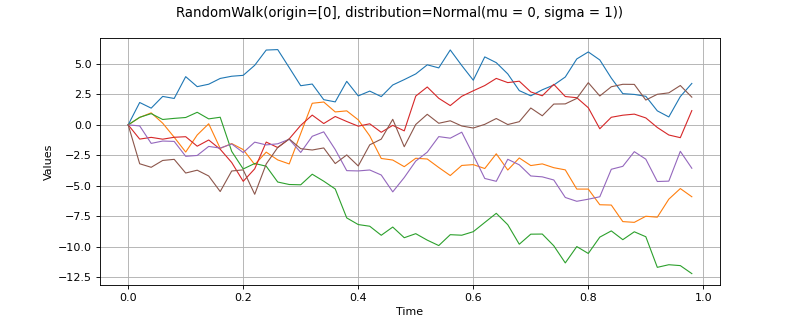 RandomWalk(origin=[0], distribution=Normal(mu = 0, sigma = 1))
Values
5.0
2.5
0.0
−2.5
−5.0
−7.5
−10.0
−12.5
0.0 0.2 0.4 0.6 0.8 1.0
Time